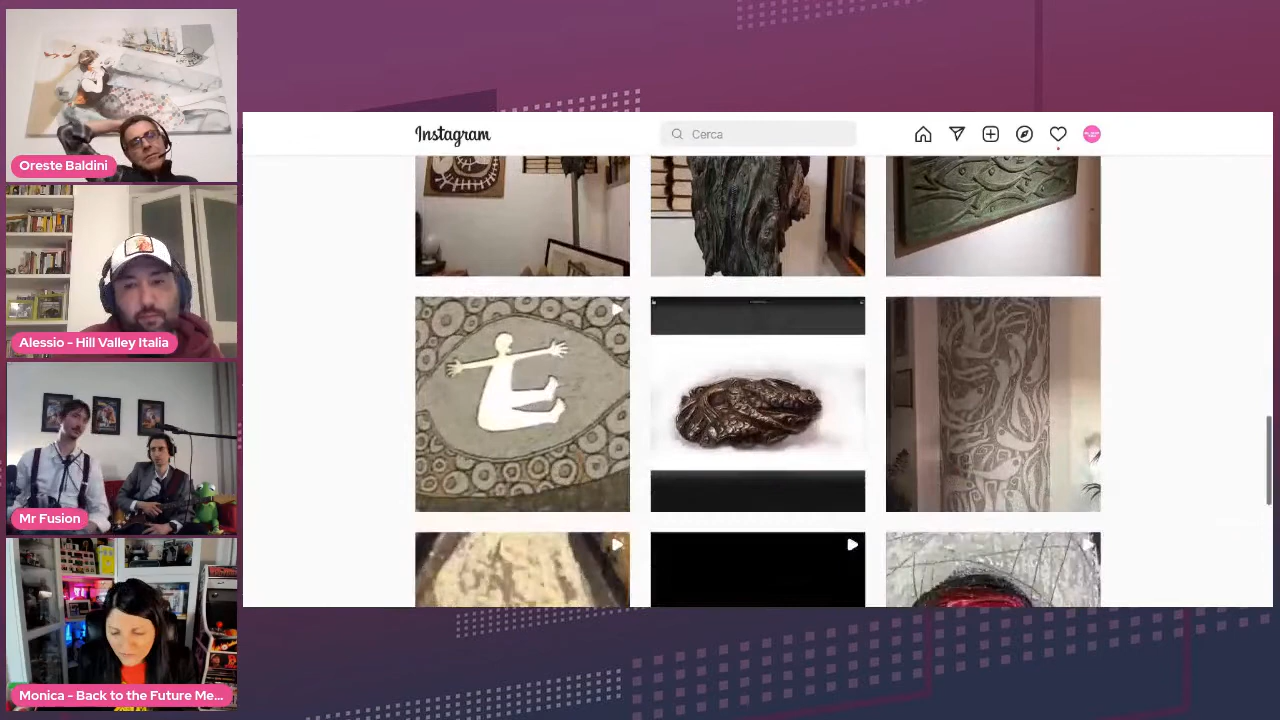 Oreste Baldini
Alessio - Hill Valley Italia
Mr Fusion
Monica - Back to the Future Me...
Instagram
Cerca